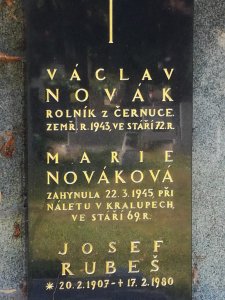 VÁCLAV
NOVÁK
ROLNÍK Z ČERNUCE.
ZEMŘ. R. 1943, VE STÁŘÍ 72.R.
MARIE
NOVÁKOVÁ
ZAHYNULA 22.3.1945, PŘI
NÁLETU V KRALUPECH,
VE STÁŘÍ 69.R.
JOSEF
RUBEŠ
* 20.2.1907-† 17.2.1980